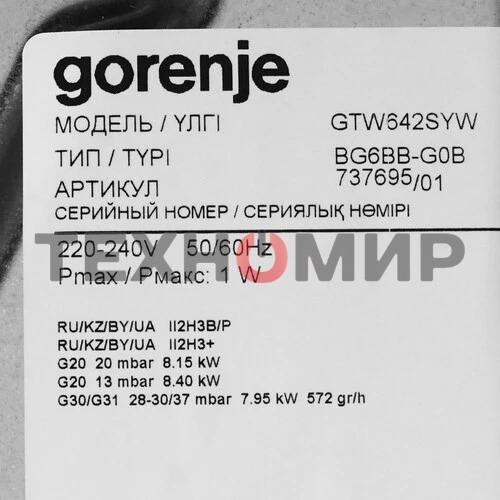 gorenje
МОДЕЛЬ / ҮЛГІ GTW642SYW
ТИП / ТҮРІ BG6BB-G0B
АРТИКУЛ 737695/01
СЕРИЙНЫЙ НОМЕР / СЕРИЯЛЫҚ НӨМІРІ
220-240V 50/60Hz
ТЕХНОМИР
Pmax / Рмакс: 1 W
RU/KZ/BY/UA II2H3B/P
RU/KZ/BY/UA II2H3+
G20 20 mbar 8.15 kW
G20 13 mbar 8.40 kW
G30/G31 28-30/37 mbar 7.95 kW 572 gr/h